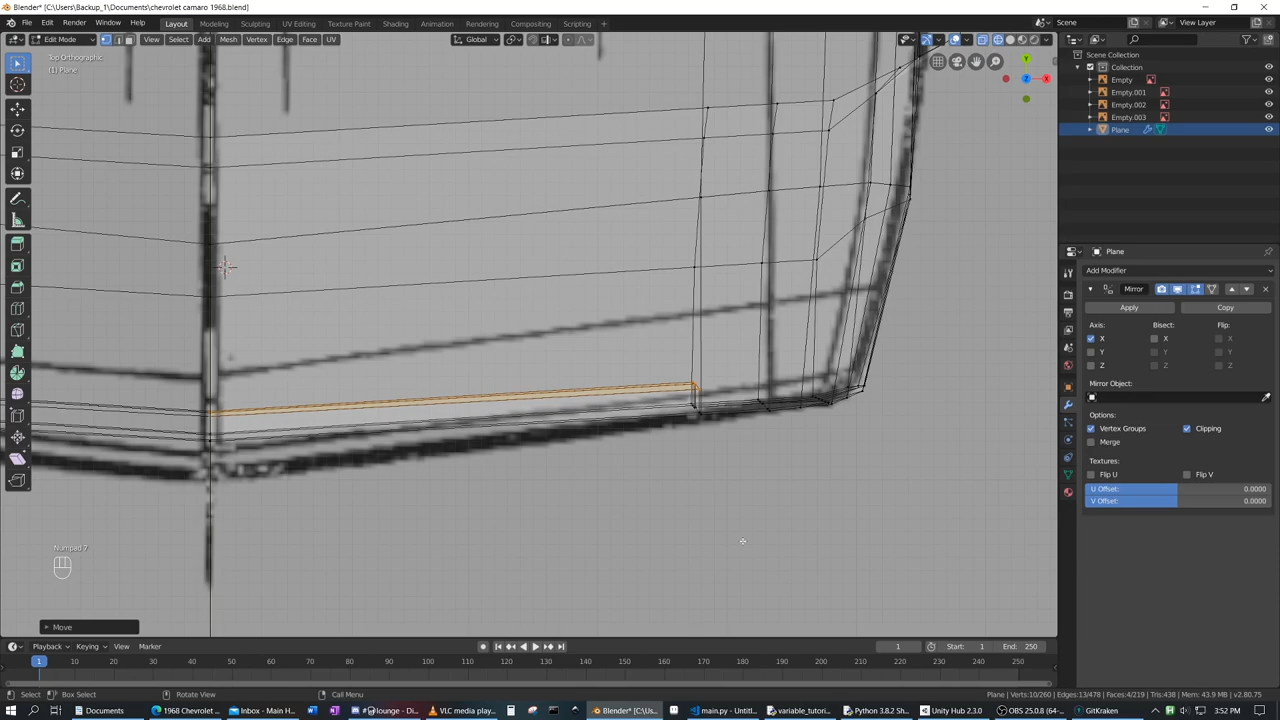 Blender* [C:\Users\Backup_1\Documents\chevrolet camaro 1968.blend]
File Edit Render Window Help Layout Modeling Sculpting UV Editing Texture Paint Shading Animation Rendering Compositing Scripting Scene View Layer
Edit Mode View Select Add Mesh Vertex Edge Face UV Global
Top Orthographic
(1) Plane
Scene Collection
Collection
Empty
Empty.001
Empty.002
Empty.003
Plane
Y
X
Z
Plane
Add Modifier
Mirror
Apply Copy
Axis: Bisect: Flip:
X X X
Y Y Y
Z Z Z
Mirror Object:
Options:
Vertex Groups Clipping
Merge
Textures:
Flip U Flip V
U Offset: 0.0000
V Offset: 0.0000
Numpad 7
Move
Playback Keying View Marker 1 Start: 1 End: 250
1 10 20 30 40 50 60 70 80 90 100 110 120 130 140 150 160 170 180 190 200 210 220 230 240 250
Select Box Select Rotate View Call Menu Plane | Verts:10/260 | Edges:13/478 | Faces:4/219 | Tris:438 | Mem: 43.9 MB | v2.80.75
Documents 1968 Chevrolet ... Inbox - Main H... #lounge - Di... VLC media play... Blender* [C:\Us... main.py - Untitl... variable_tutori... Python 3.8.2 Sh... Unity Hub 2.3.0 OBS 25.0.8 (64-... GitKraken 3:52 PM